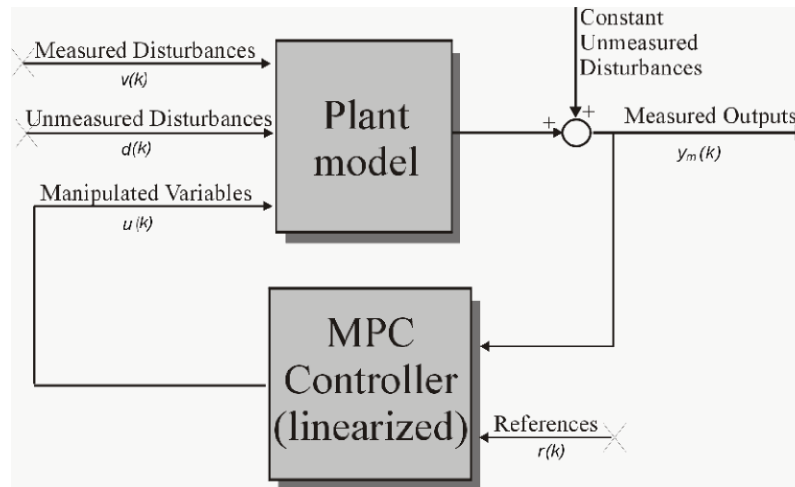 Measured Disturbances
v(k)
Unmeasured Disturbances
d(k)
Manipulated Variables
u(k)
Plant
model
Constant
Unmeasured
Disturbances
+
+
Measured Outputs
yₘ(k)
MPC
Controller
(linearized)
References
r(k)